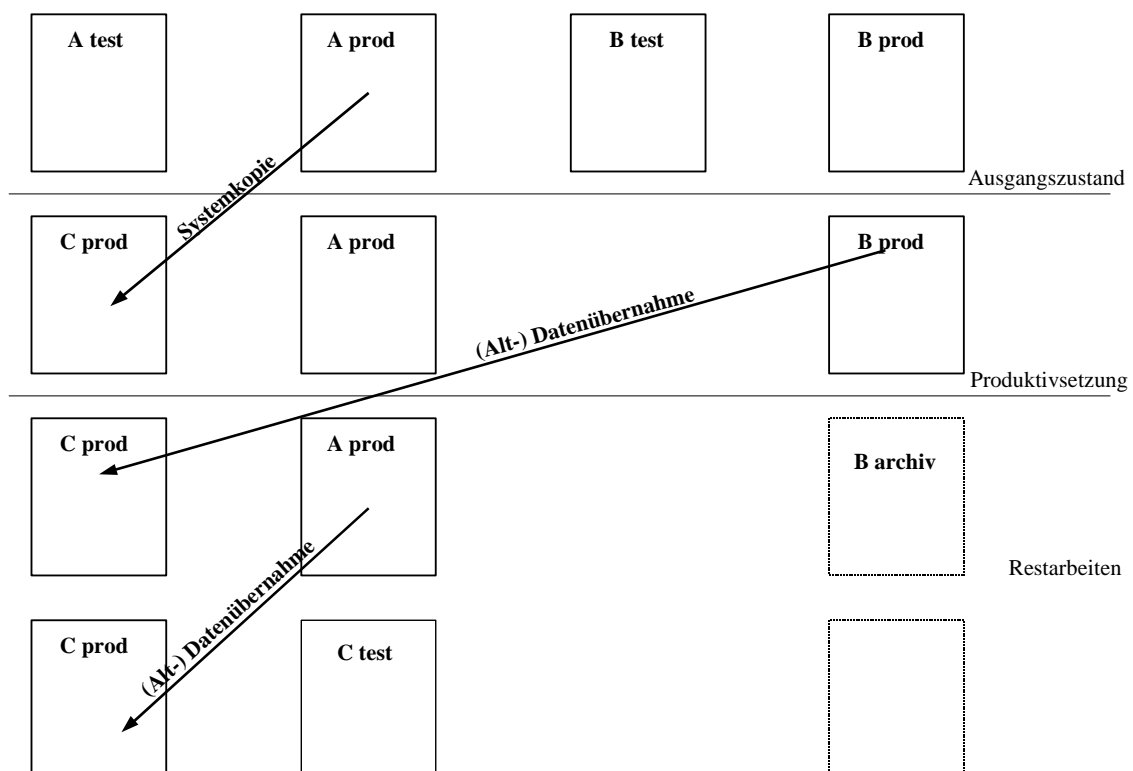 A test
A prod
B test
B prod
Systemkopie
Ausgangszustand
C prod
A prod
B prod
(Alt-) Datenübernahme
Produktivsetzung
C prod
A prod
B archiv
(Alt-) Datenübernahme
Restarbeiten
C prod
C test